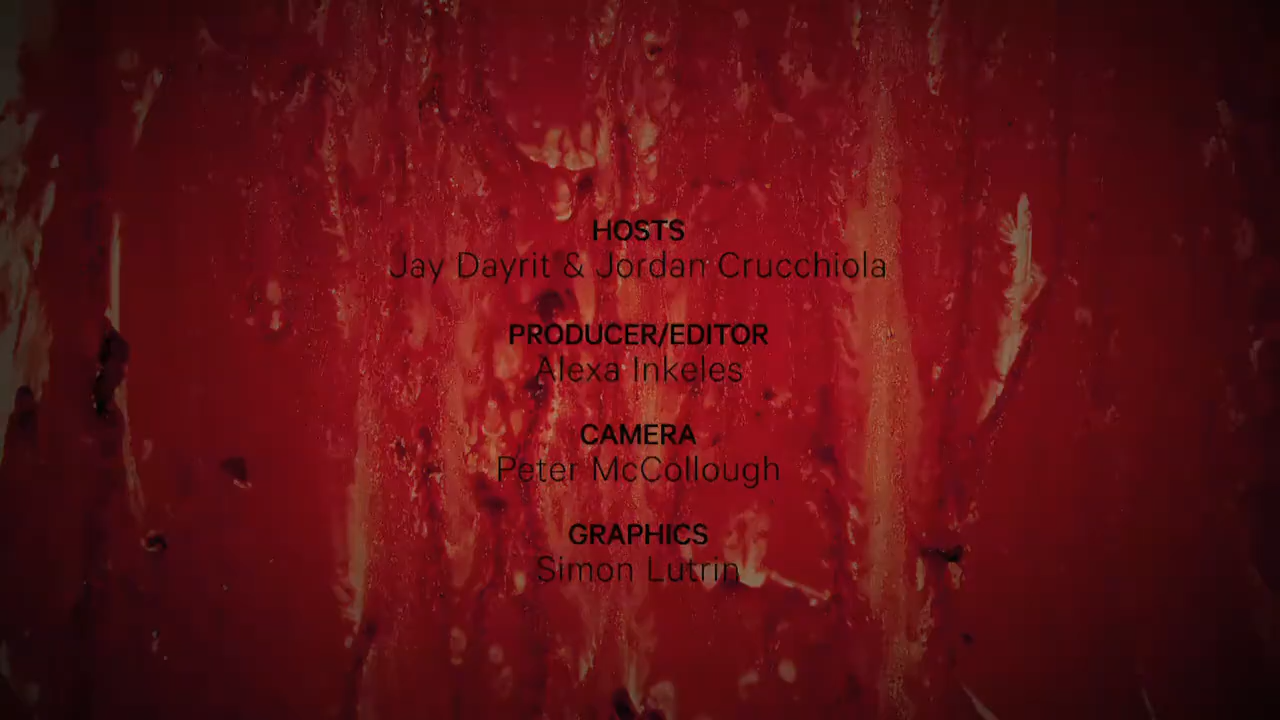 HOSTS
Jay Dayrit & Jordan Crucchiola
PRODUCER/EDITOR
Alexa Inkeles
CAMERA
Peter McCollough
GRAPHICS
Simon Lutrin